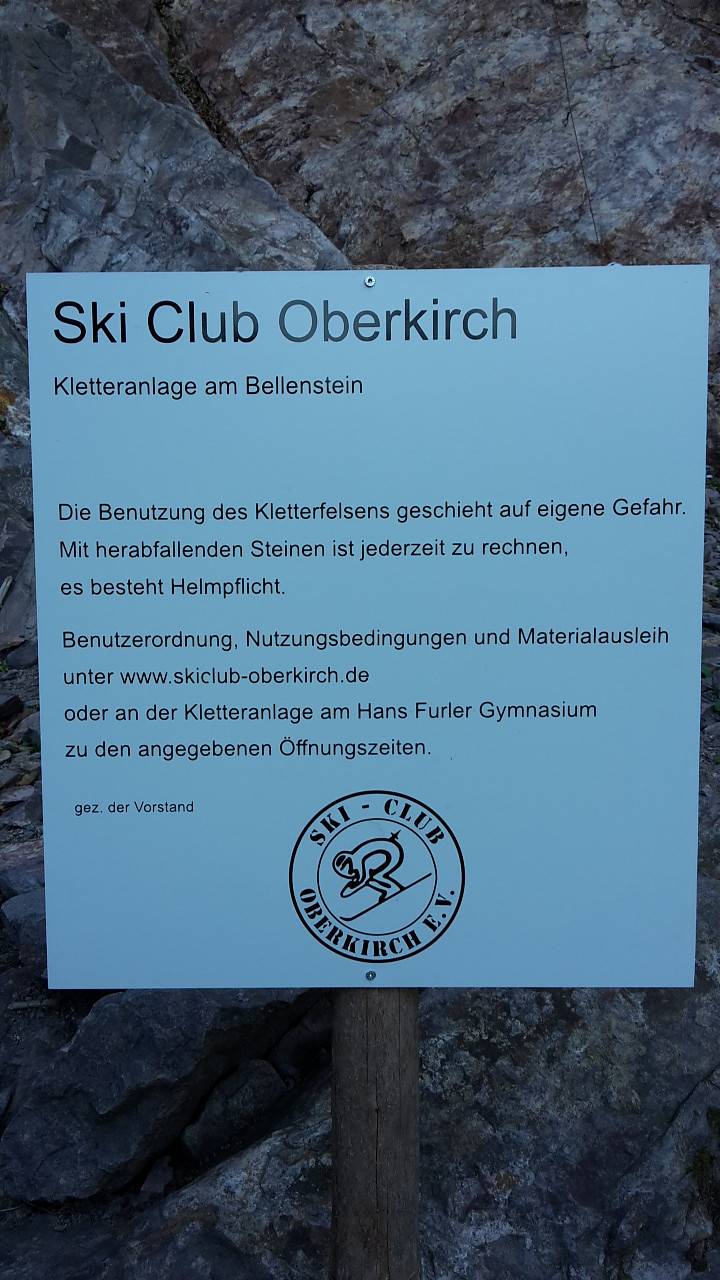 Ski Club Oberkirch
Kletteranlage am Bellenstein
Die Benutzung des Kletterfelsens geschieht auf eigene Gefahr.
Mit herabfallenden Steinen ist jederzeit zu rechnen,
es besteht Helmpflicht.
Benutzerordnung, Nutzungsbedingungen und Materialausleih
unter www.skiclub-oberkirch.de
oder an der Kletteranlage am Hans Furler Gymnasium
zu den angegebenen Öffnungszeiten.
gez. der Vorstand
SKI - CLUB
OBERKIRCH E.V.